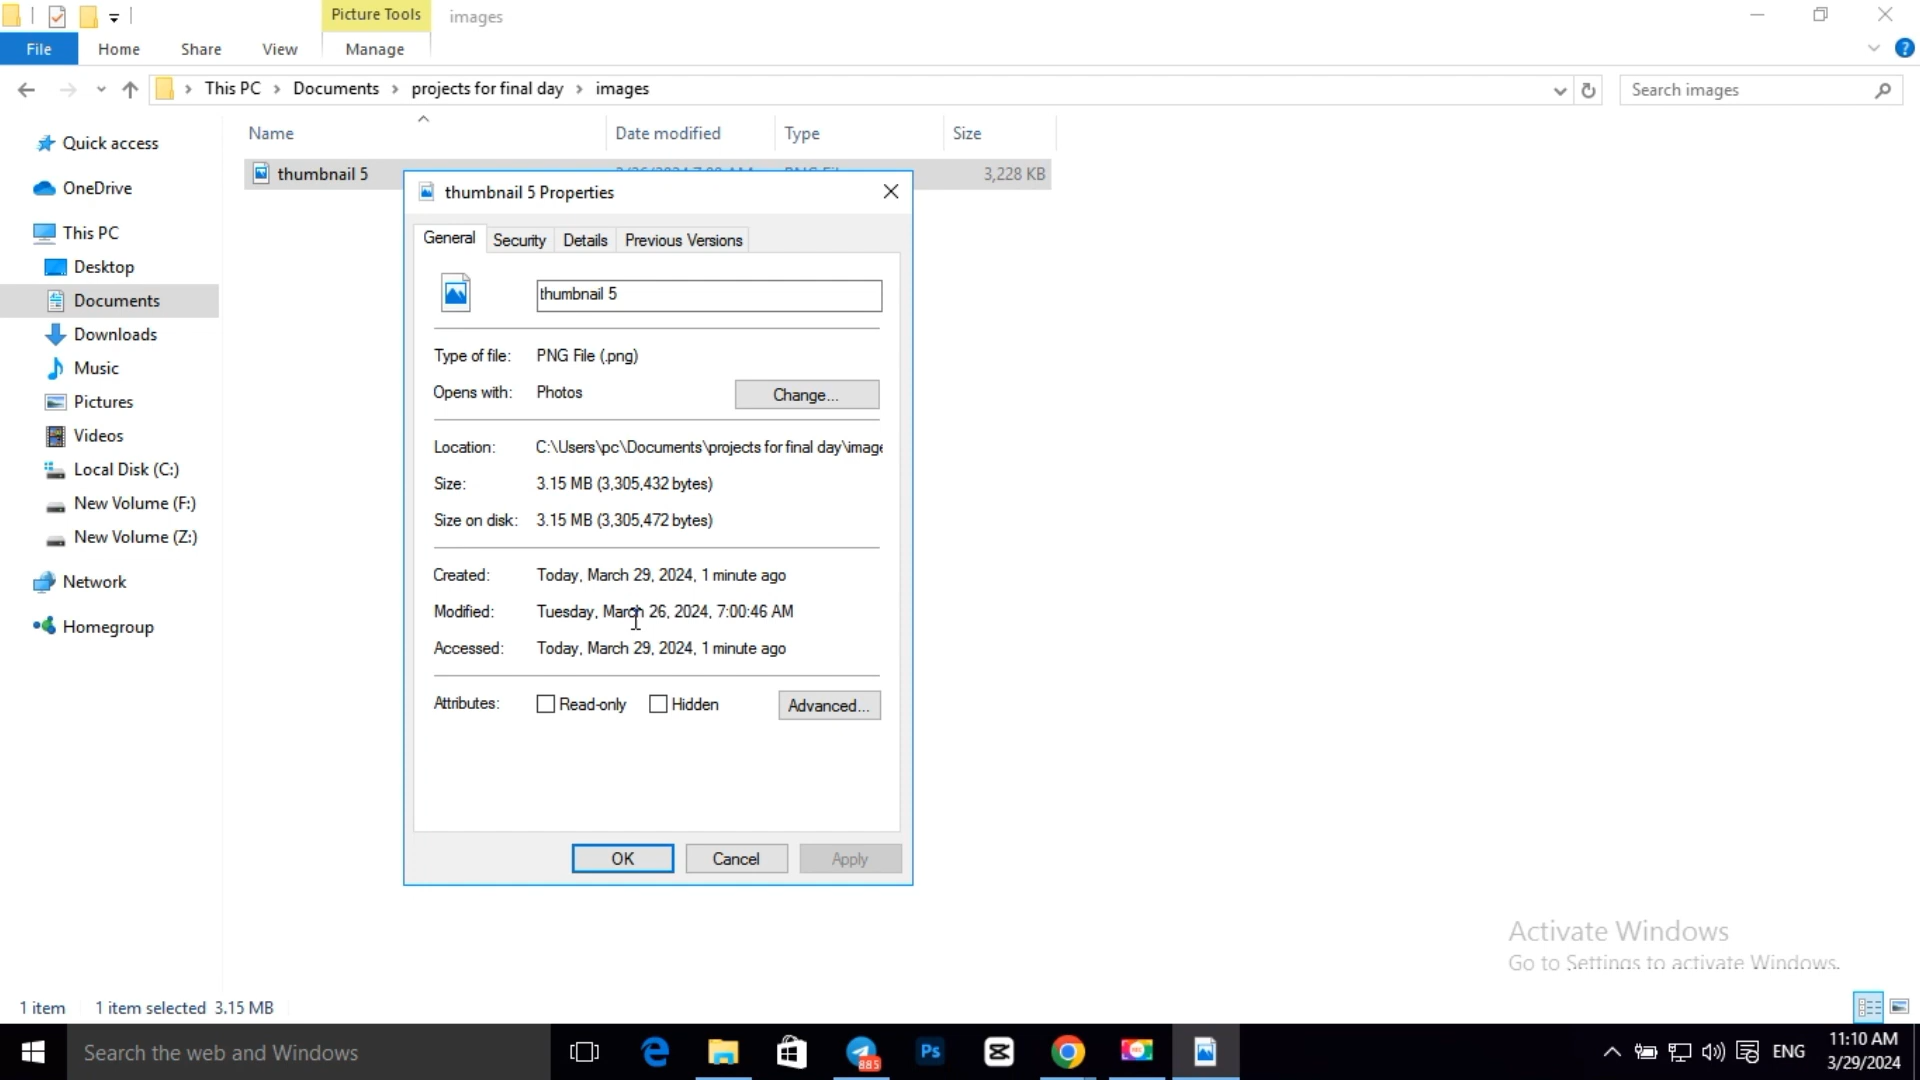 Picture Tools
images
File
Home
Share
View
Manage
This PC
Documents
projects for final day
images
Search images
Name
Date modified
Type
Size
Quick access
OneDrive
This PC
Desktop
Documents
Downloads
Music
Pictures
Videos
Local Disk (C:)
New Volume (F:)
New Volume (Z:)
Network
Homegroup
thumbnail 5
3,228 KB
thumbnail 5 Properties
General
Security
Details
Previous Versions
thumbnail 5
Type of file:
PNG File (.png)
Opens with:
Photos
Change...
Location:
C:\Users\pc\Documents\projects for final day\image
Size:
3.15 MB (3,305,432 bytes)
Size on disk:
3.15 MB (3,305,472 bytes)
Created:
Today, March 29, 2024, 1 minute ago
Modified:
Tuesday, March 26, 2024, 7:00:46 AM
Accessed:
Today, March 29, 2024, 1 minute ago
Attributes:
Read-only
Hidden
Advanced...
OK
Cancel
Apply
Activate Windows
Go to Settings to activate Windows.
1 item
1 item selected 3.15 MB
Search the web and Windows
885
Ps
ENG
11:10 AM
3/29/2024